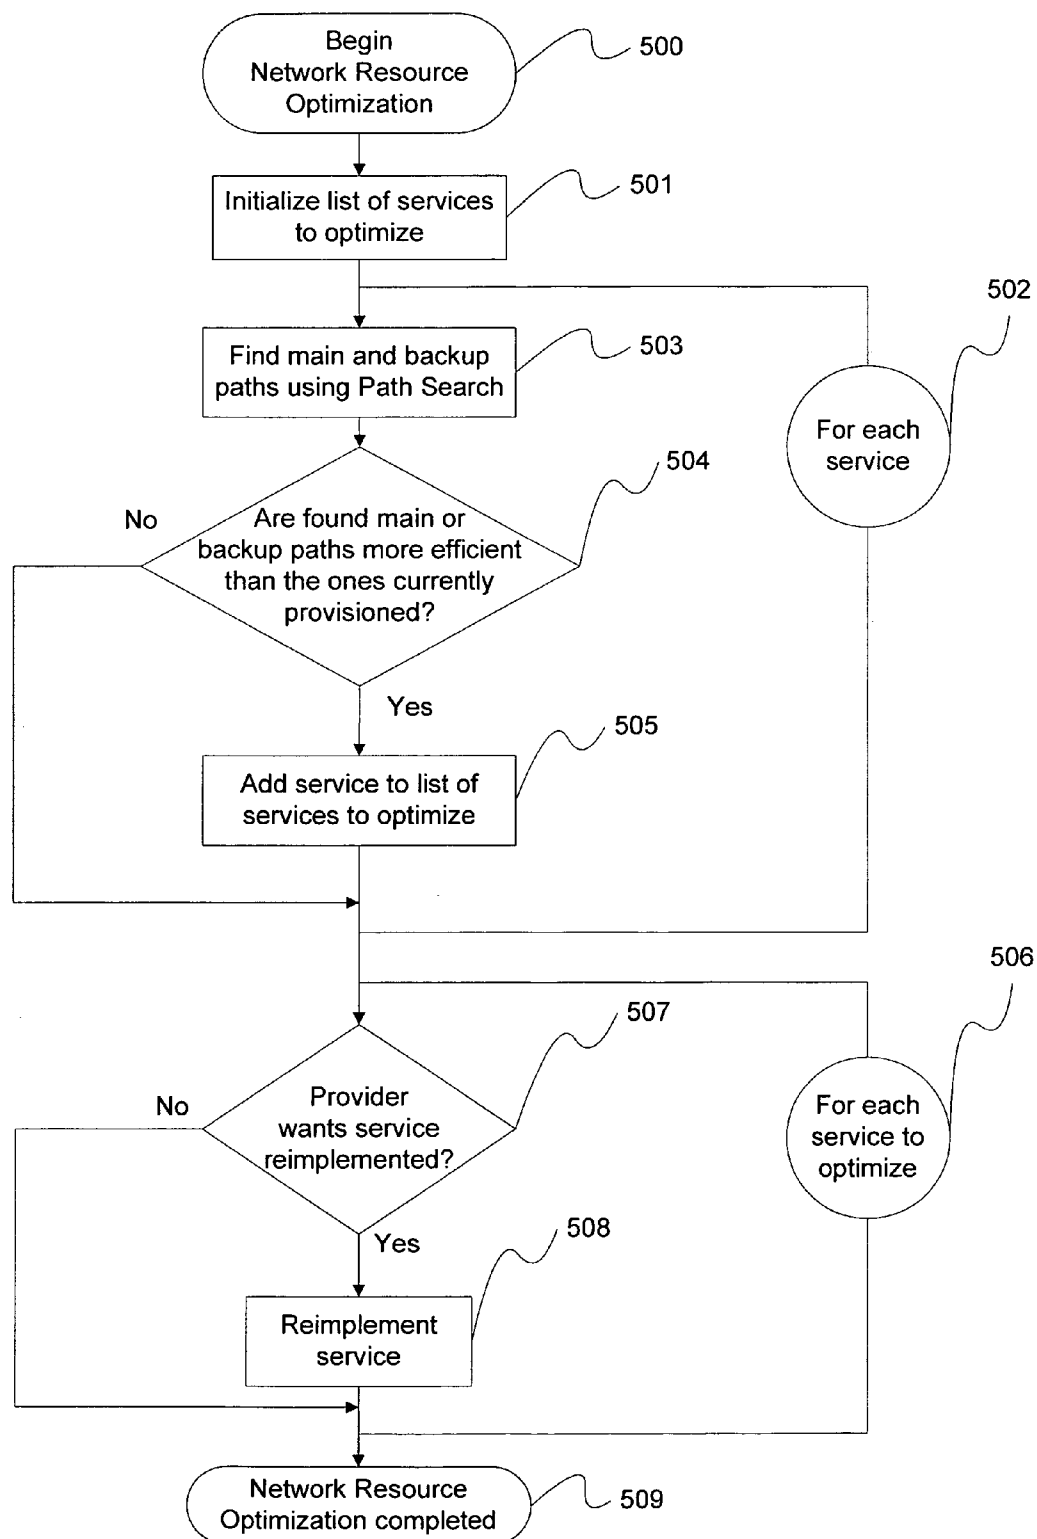 Begin
Network Resource
Optimization
500
Initialize list of services
to optimize
501
502
Find main and backup
paths using Path Search
503
For each
service
504
No
Are found main or
backup paths more efficient
than the ones currently
provisioned?
Yes
505
Add service to list of
services to optimize
506
507
No
Provider
wants service
reimplemented?
For each
service to
optimize
Yes
508
Reimplement
service
Network Resource
Optimization completed
509